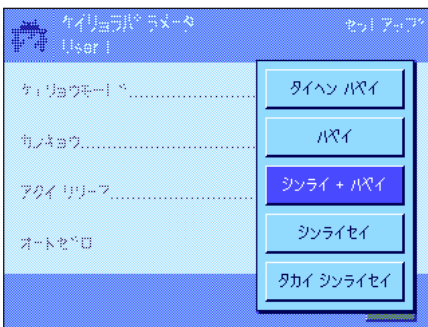 ケイリョウパラメータ
セットアップ
User 1
ケイリョウモード
カンキョウ
アタイ リリース
オートゼロ
タイヘン ハヤイ
ハヤイ
シンライ + ハヤイ
シンライセイ
タカイ シンライセイ